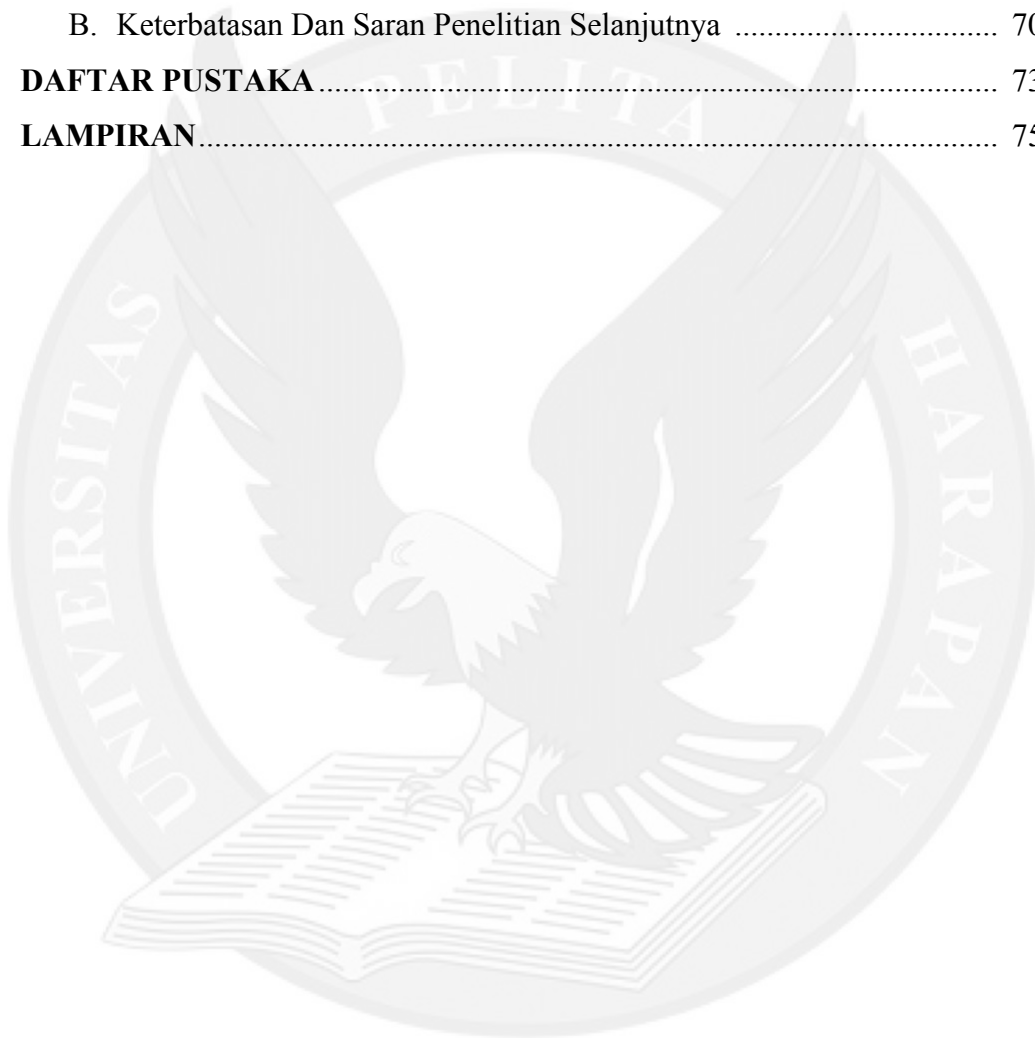 B. Keterbatasan Dan Saran Penelitian Selanjutnya ................................. 70
DAFTAR PUSTAKA ..................................................................................... 73
LAMPIRAN .................................................................................................... 75
UNIVERSITAS PELITA HARAPAN